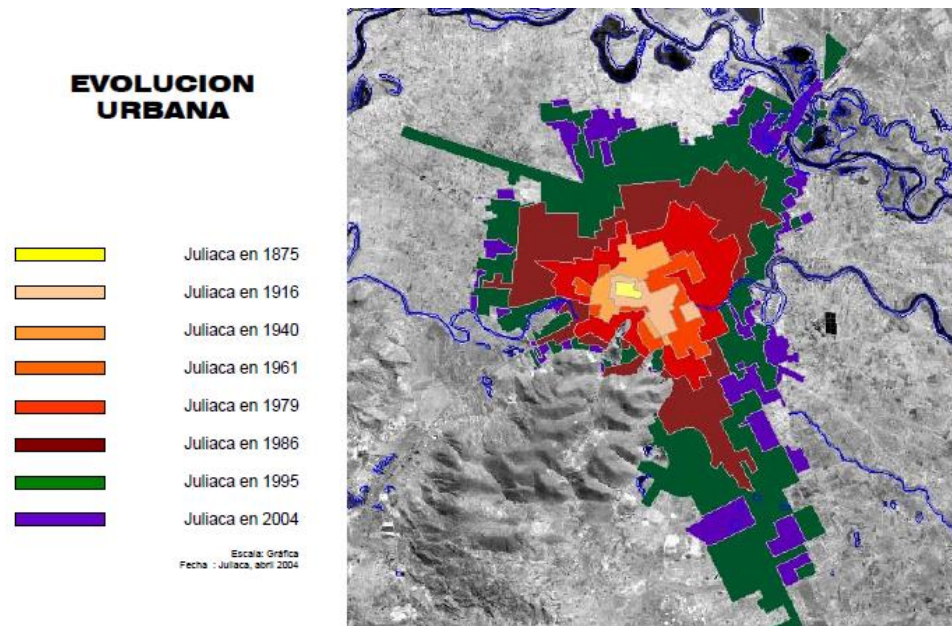 EVOLUCION
URBANA
Juliaca en 1875
Juliaca en 1916
Juliaca en 1940
Juliaca en 1961
Juliaca en 1979
Juliaca en 1986
Juliaca en 1995
Juliaca en 2004
Escala: Gráfica
Fecha : Juliaca, abril 2004